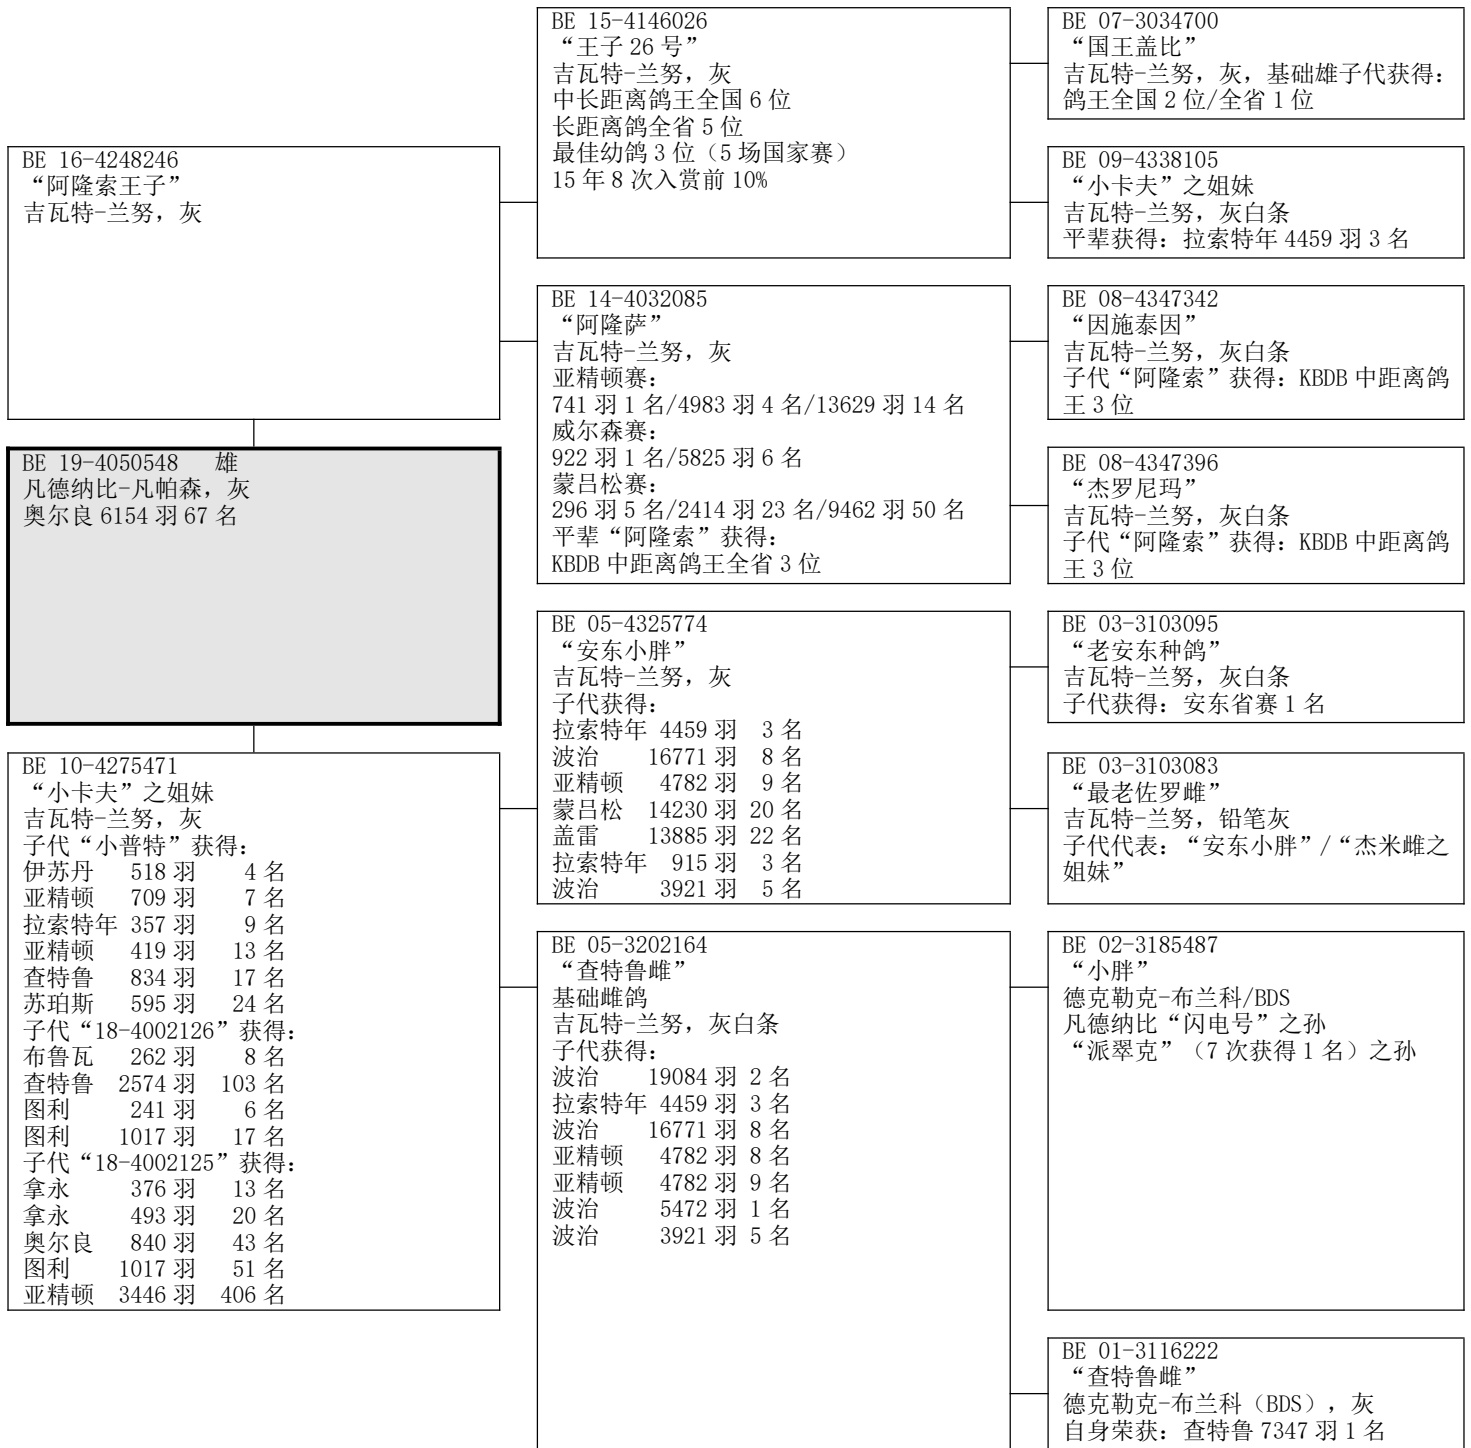 BE 16-4248246
“阿隆索王子”
吉瓦特-兰努，灰
BE 19-4050548 雄
凡德纳比-凡帕森，灰
奥尔良 6154 羽 67 名
BE 10-4275471
“小卡夫”之姐妹
吉瓦特-兰努，灰
子代“小普特”获得：
伊苏丹 518 羽 4 名
亚精顿 709 羽 7 名
拉索特年 357 羽 9 名
亚精顿 419 羽 13 名
查特鲁 834 羽 17 名
苏珀斯 595 羽 24 名
子代“18-4002126”获得：
布鲁瓦 262 羽 8 名
查特鲁 2574 羽 103 名
图利 241 羽 6 名
图利 1017 羽 17 名
子代“18-4002125”获得：
拿永 376 羽 13 名
拿永 493 羽 20 名
奥尔良 840 羽 43 名
图利 1017 羽 51 名
亚精顿 3446 羽 406 名
BE 15-4146026
“王子 26 号”
吉瓦特-兰努，灰
中长距离鸽王全国 6 位
长距离鸽全省 5 位
最佳幼鸽 3 位（5 场国家赛）
15 年 8 次入赏前 10%
BE 14-4032085
“阿隆萨”
吉瓦特-兰努，灰
亚精顿赛：
741 羽 1 名/4983 羽 4 名/13629 羽 14 名
威尔森赛：
922 羽 1 名/5825 羽 6 名
蒙吕松赛：
296 羽 5 名/2414 羽 23 名/9462 羽 50 名
平辈“阿隆索”获得：
KBDB 中距离鸽王全省 3 位
BE 05-4325774
“安东小胖”
吉瓦特-兰努，灰
子代获得：
拉索特年 4459 羽 3 名
波治 16771 羽 8 名
亚精顿 4782 羽 9 名
蒙吕松 14230 羽 20 名
盖雷 13885 羽 22 名
拉索特年 915 羽 3 名
波治 3921 羽 5 名
BE 05-3202164
“查特鲁雌”
基础雌鸽
吉瓦特-兰努，灰白条
子代获得：
波治 19084 羽 2 名
拉索特年 4459 羽 3 名
波治 16771 羽 8 名
亚精顿 4782 羽 8 名
亚精顿 4782 羽 9 名
波治 5472 羽 1 名
波治 3921 羽 5 名
BE 07-3034700
“国王盖比”
吉瓦特-兰努，灰，基础雄子代获得：
鸽王全国 2 位/全省 1 位
BE 09-4338105
“小卡夫”之姐妹
吉瓦特-兰努，灰白条
平辈获得：拉索特年 4459 羽 3 名
BE 08-4347342
“因施泰因”
吉瓦特-兰努，灰白条
子代“阿隆索”获得：KBDB 中距离鸽
王 3 位
BE 08-4347396
“杰罗尼玛”
吉瓦特-兰努，灰白条
子代“阿隆索”获得：KBDB 中距离鸽
王 3 位
BE 03-3103095
“老安东种鸽”
吉瓦特-兰努，灰白条
子代获得：安东省赛 1 名
BE 03-3103083
“最老佐罗雌”
吉瓦特-兰努，铅笔灰
子代代表：“安东小胖”/“杰米雌之
姐妹”
BE 02-3185487
“小胖”
德克勒克-布兰科/BDS
凡德纳比“闪电号”之孙
“派翠克”（7 次获得 1 名）之孙
BE 01-3116222
“查特鲁雌”
德克勒克-布兰科（BDS），灰
自身荣获：查特鲁 7347 羽 1 名